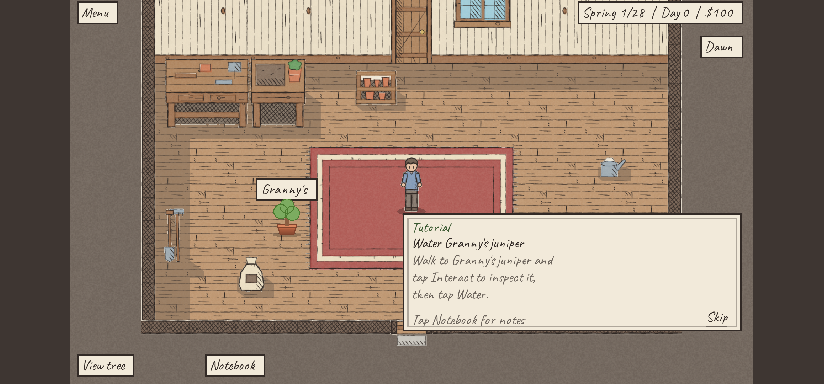 Menu
Spring 1/28 | Day 0 | $100
Dawn
Granny's
Tutorial
Water Granny's juniper
Walk to Granny's juniper and
tap Interact to inspect it,
then tap Water.
Tap Notebook for notes
Skip
View tree
Notebook